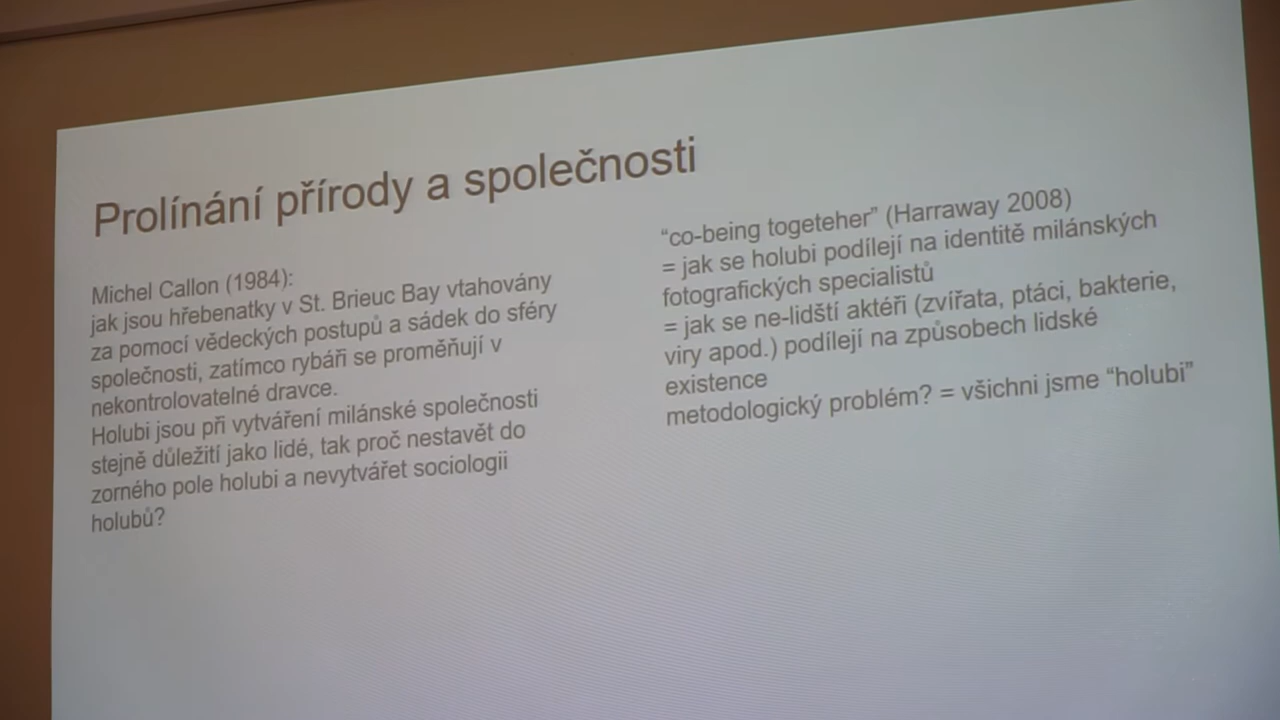 Prolínání přírody a společnosti
Michel Callon (1984):
jak jsou hřebenatky v St. Brieuc Bay vtahovány
za pomocí vědeckých postupů a sádek do sféry
společnosti, zatímco rybáři se proměňují v
nekontrolovatelné dravce.
Holubi jsou při vytváření milánské společnosti
stejně důležití jako lidé, tak proč nestavět do
zorného pole holubi a nevytvářet sociologii
holubů?
“co-being togeteher” (Harraway 2008)
= jak se holubi podílejí na identitě milánských
fotografických specialistů
= jak se ne-lidští aktéři (zvířata, ptáci, bakterie,
viry apod.) podílejí na způsobech lidské
existence
metodologický problém? = všichni jsme “holubi”